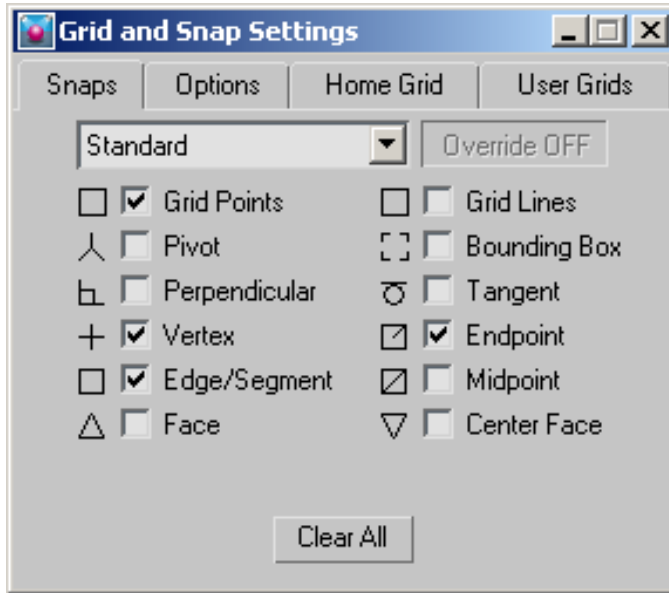 Grid and Snap Settings
Snaps Options Home Grid User Grids
Standard Override OFF
Grid Points Grid Lines
Pivot Bounding Box
Perpendicular Tangent
Vertex Endpoint
Edge/Segment Midpoint
Face Center Face
Clear All